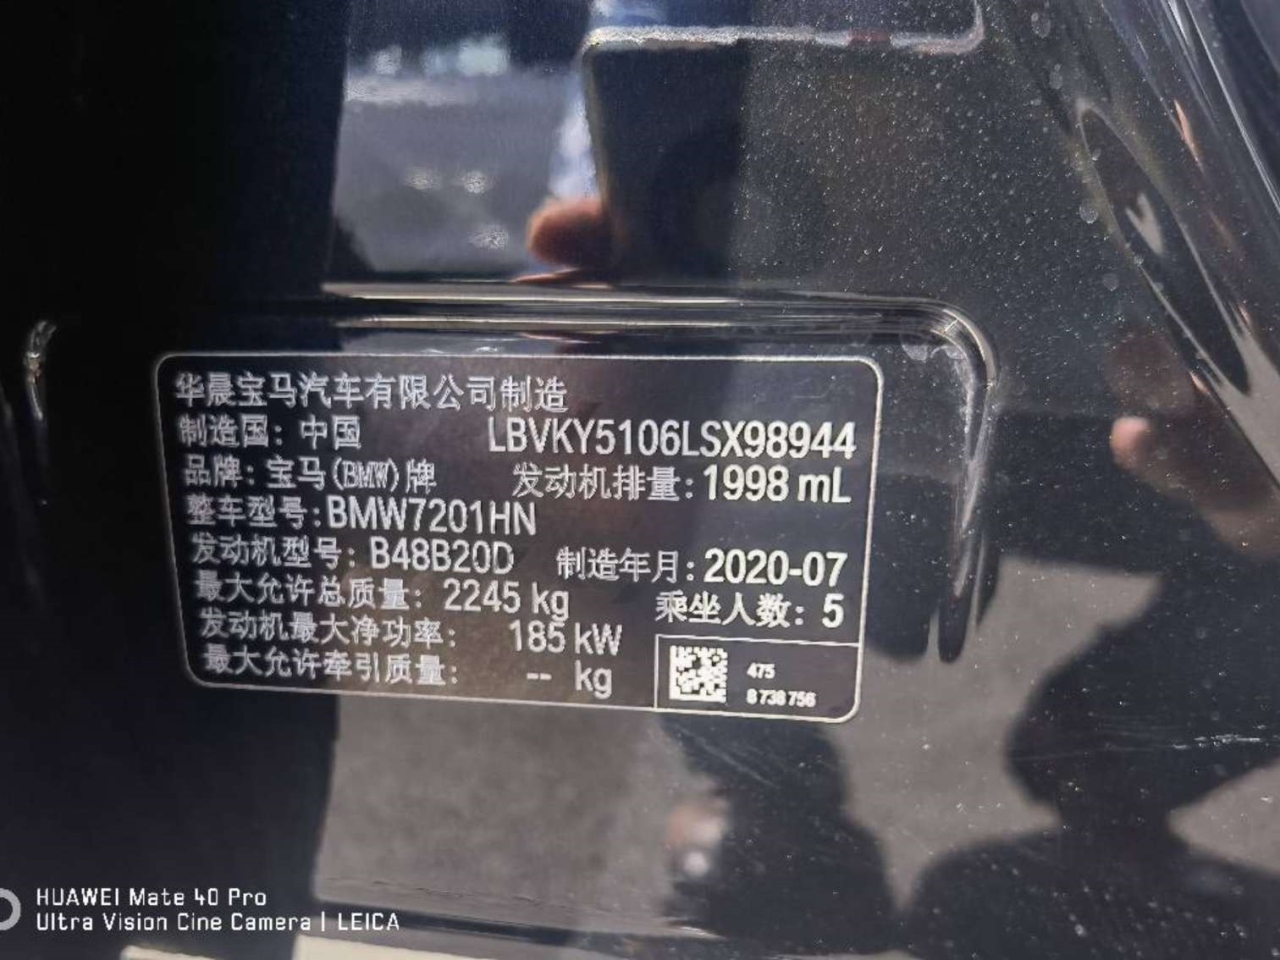 华晨宝马汽车有限公司制造
制造国：中国 LBVKY5106LSX98944
品牌：宝马(BMW)牌 发动机排量：1998 mL
整车型号：BMW7201HN
发动机型号：B48B20D 制造年月：2020-07
最大允许总质量：2245 kg 乘坐人数：5
发动机最大净功率：185 kW
最大允许牵引质量：-- kg
475
8 738 756
HUAWEI Mate 40 Pro
Ultra Vision Cine Camera | LEICA